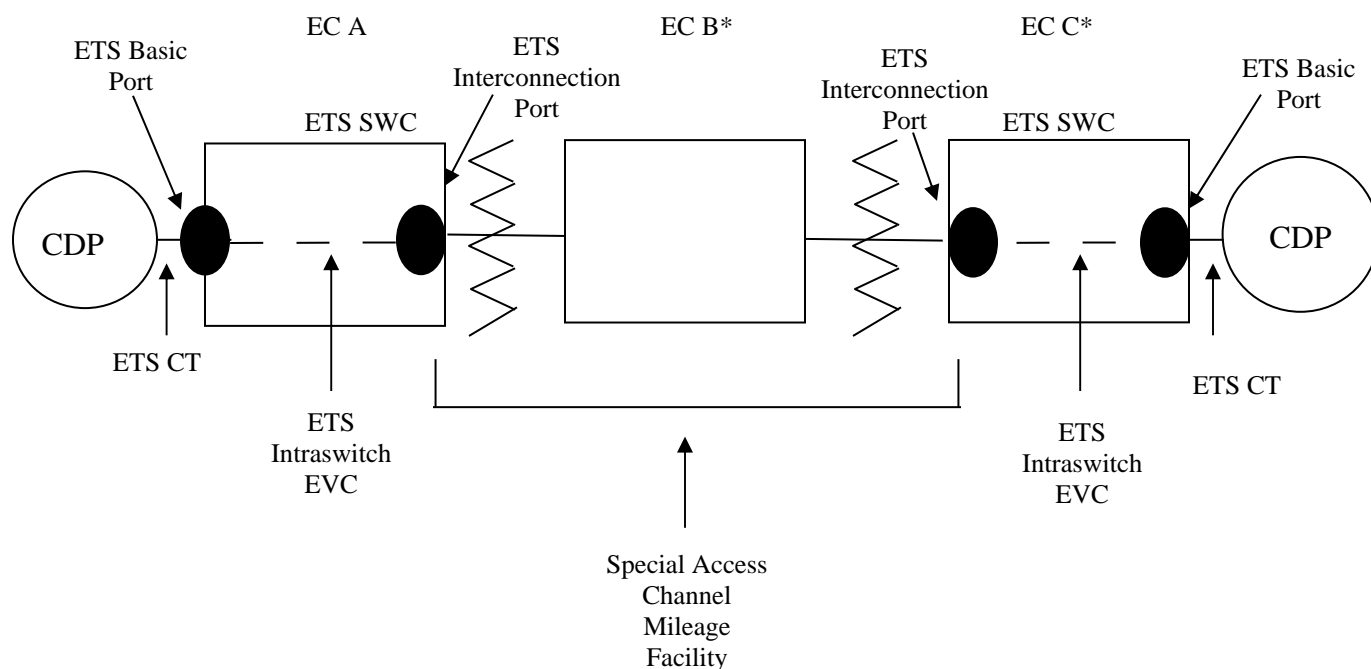 EC A
EC B*
EC C*
ETS Basic
Port
ETS
Interconnection
Port
ETS
Interconnection
Port
ETS Basic
Port
ETS SWC
ETS SWC
CDP
CDP
ETS CT
ETS CT
ETS
Intraswitch
EVC
ETS
Intraswitch
EVC
Special Access
Channel
Mileage
Facility